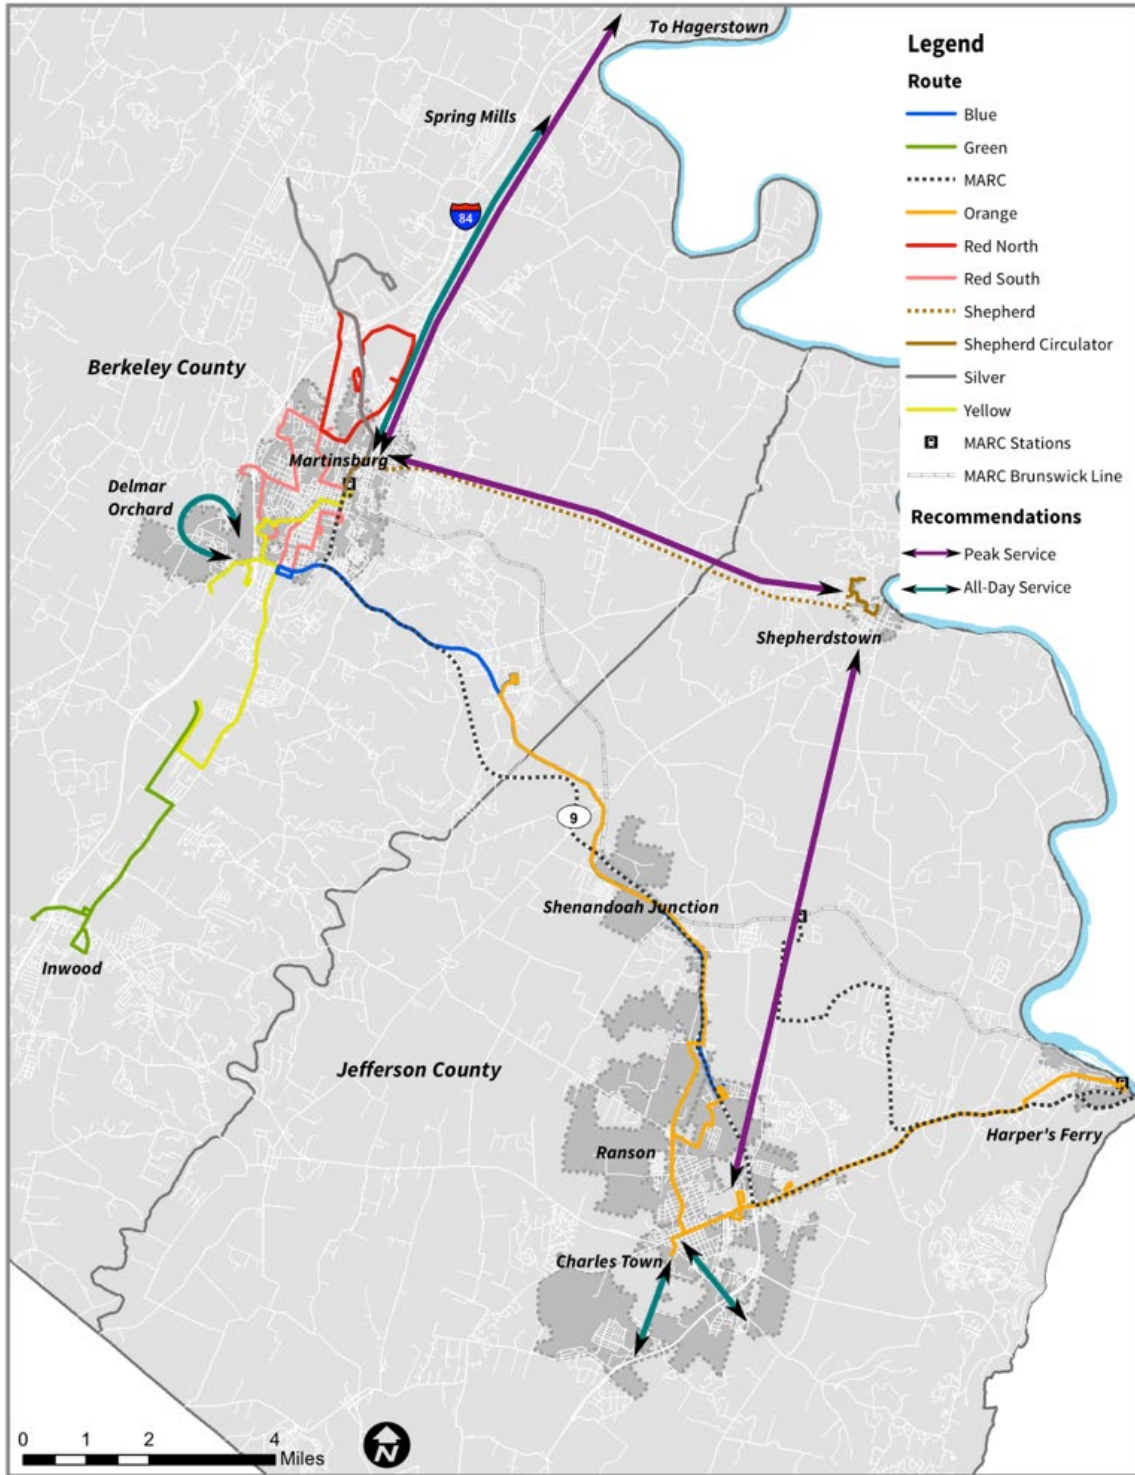 To Hagerstown
Legend
Route
Blue
Green
MARC
Orange
Red North
Red South
Shepherd
Shepherd Circulator
Silver
Yellow
MARC Stations
MARC Brunswick Line
Recommendations
Peak Service
All-Day Service
Spring Mills
84
Berkeley County
Martinsburg
Delmar
Orchard
Shepherdstown
9
Shenandoah Junction
Inwood
Jefferson County
Harper's Ferry
Ranson
Charles Town
0 1 2 4
Miles
N